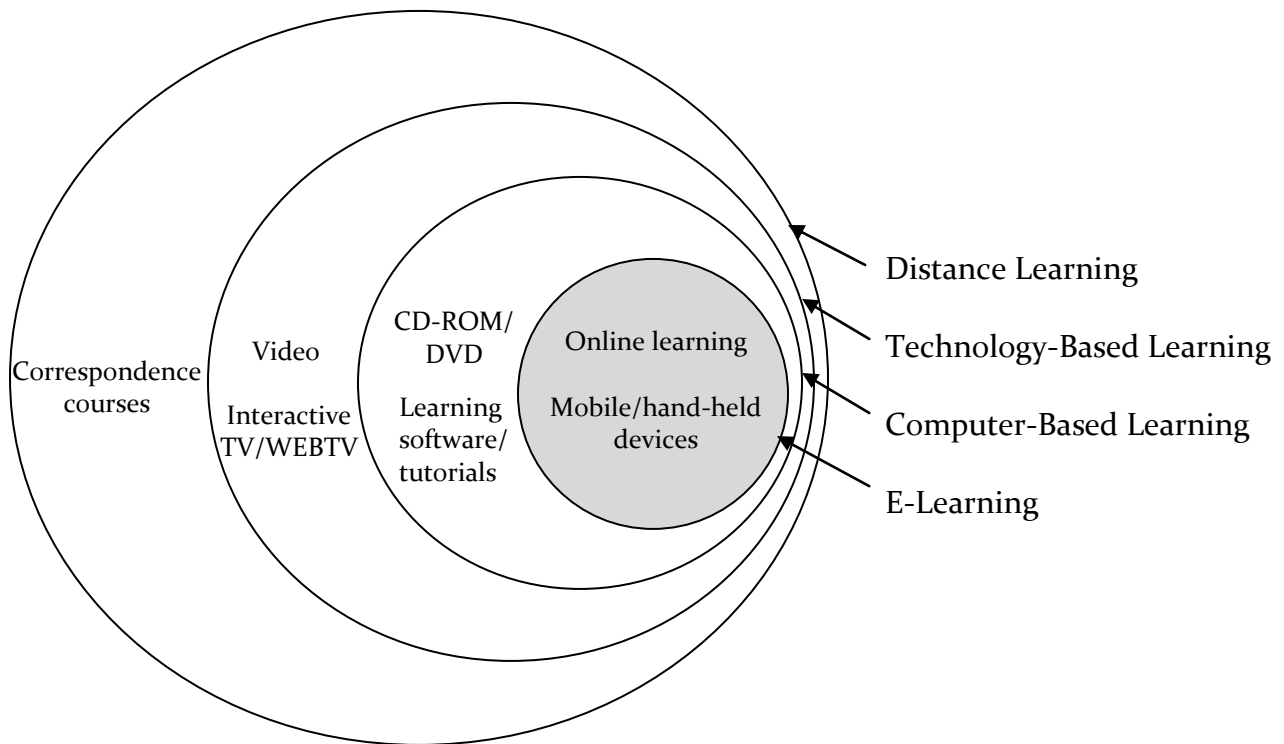 Correspondence
courses
Video
Interactive
TV/WEBTV
CD-ROM/
DVD
Learning
software/
tutorials
Online learning
Mobile/hand-held
devices
Distance Learning
Technology-Based Learning
Computer-Based Learning
E-Learning